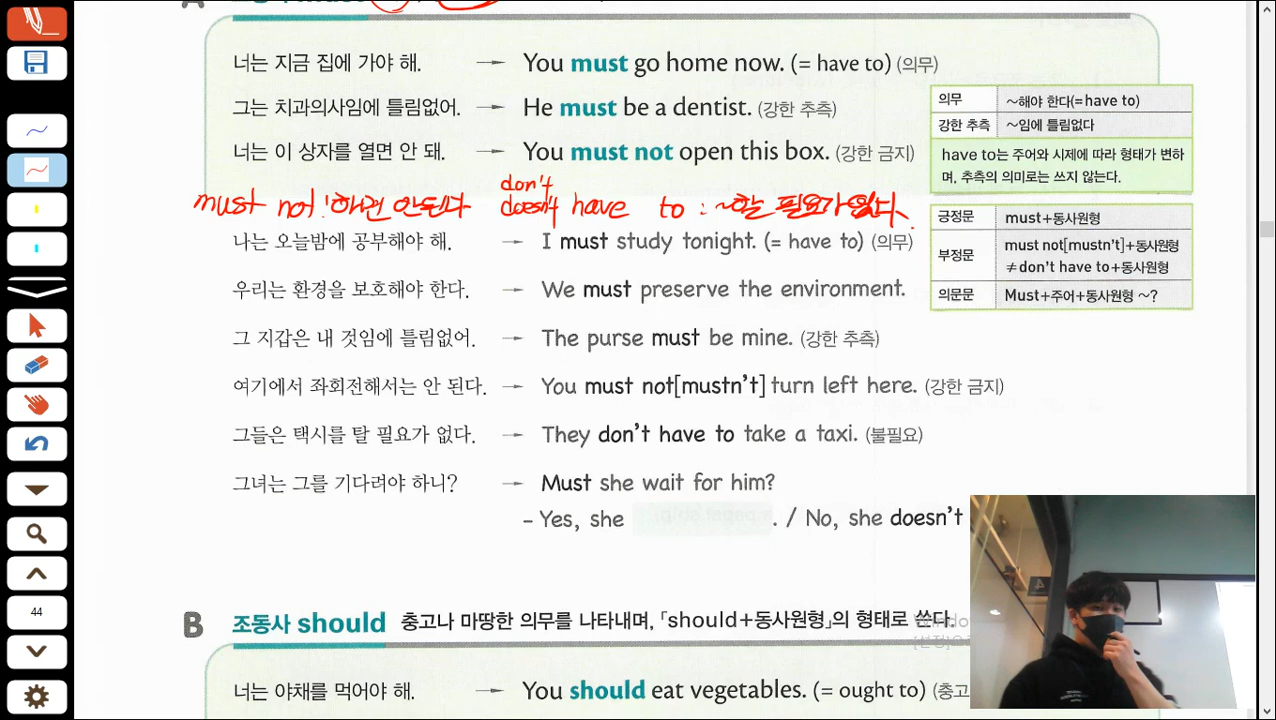 너는 지금 집에 가야 해. → You must go home now. (= have to) (의무)
그는 치과의사임에 틀림없어. → He must be a dentist. (강한 추측)
너는 이 상자를 열면 안 돼. → You must not open this box. (강한 금지)
의무 ~해야 한다(=have to)
강한 추측 ~임에 틀림없다
have to는 주어와 시제에 따라 형태가 변하
며, 추측의 의미로는 쓰지 않는다.
don't
must not! 하면 안된다 doesn't have to : ~할 필요가 없다.
긍정문 must+동사원형
부정문 must not[mustn't]+동사원형
≠don't have to+동사원형
의문문 Must+주어+동사원형 ~?
나는 오늘밤에 공부해야 해. → I must study tonight. (= have to) (의무)
우리는 환경을 보호해야 한다. → We must preserve the environment.
그 지갑은 내 것임에 틀림없어. → The purse must be mine. (강한 추측)
여기에서 좌회전해서는 안 된다. → You must not[mustn't] turn left here. (강한 금지)
그들은 택시를 탈 필요가 없다. → They don't have to take a taxi. (불필요)
그녀는 그를 기다려야 하니? → Must she wait for him?
- Yes, she . / No, she doesn't
B 조동사 should 충고나 마땅한 의무를 나타내며, 「should+동사원형」의 형태로 쓴다.
너는 야채를 먹어야 해. → You should eat vegetables. (= ought to) (충고
44